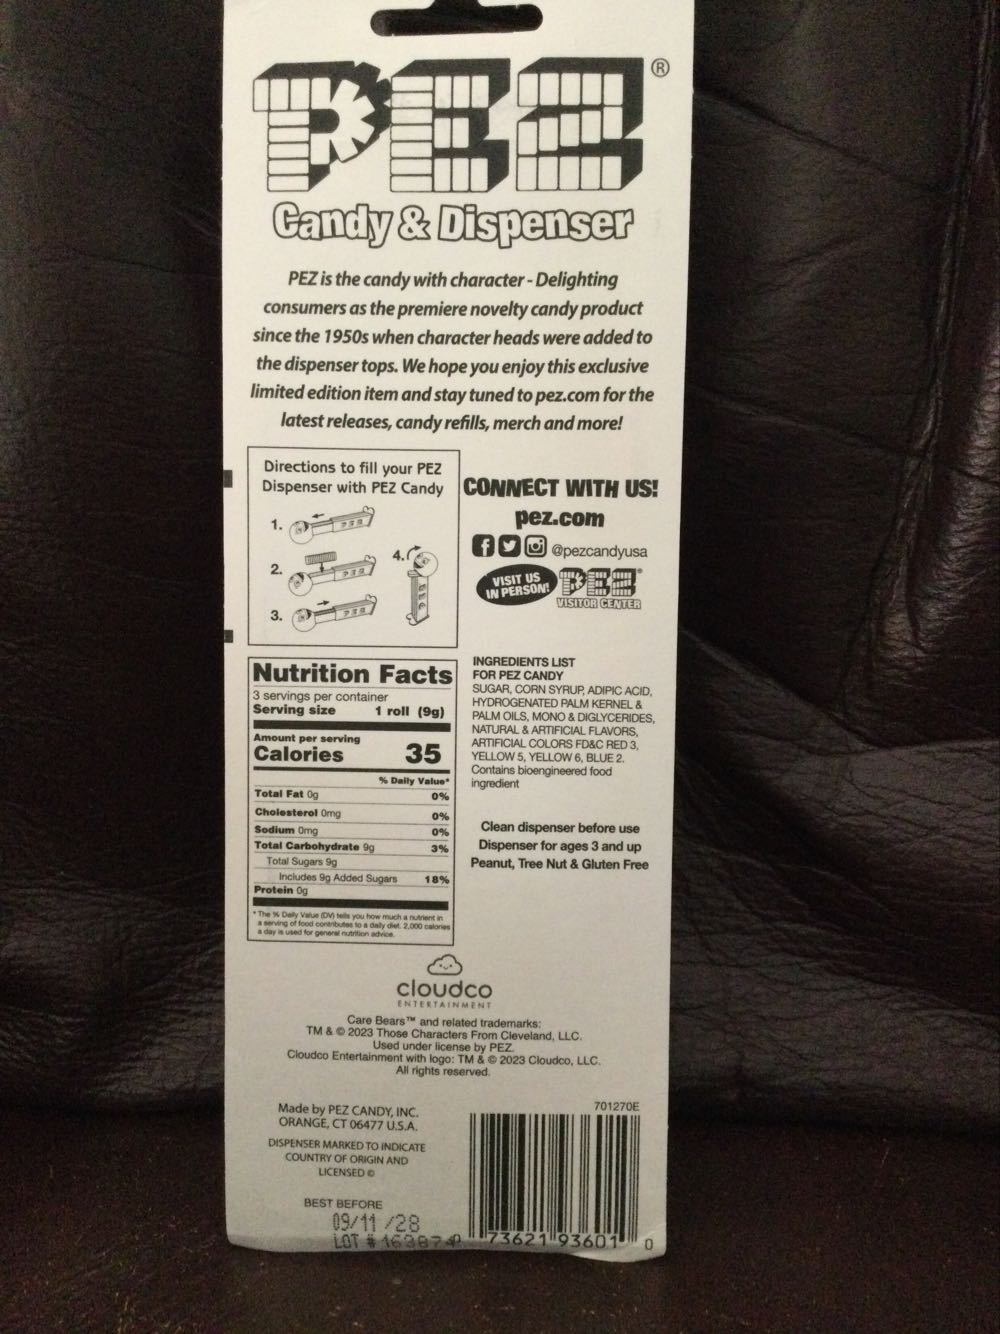 PEZ®
Candy & Dispenser
PEZ is the candy with character - Delighting
consumers as the premiere novelty candy product
since the 1950s when character heads were added to
the dispenser tops. We hope you enjoy this exclusive
limited edition item and stay tuned to pez.com for the
latest releases, candy refills, merch and more!
Directions to fill your PEZ
Dispenser with PEZ Candy
1.
PEZ
2.
PEZ
3.
PEZ
4.
PEZ
CONNECT WITH US!
pez.com
@pezcandyusa
VISIT US
IN PERSON!
PEZ®
VISITOR CENTER
Nutrition Facts
3 servings per container
Serving size 1 roll (9g)
Amount per serving
Calories 35
% Daily Value*
Total Fat 0g 0%
Cholesterol 0mg 0%
Sodium 0mg 0%
Total Carbohydrate 9g 3%
Total Sugars 9g
Includes 9g Added Sugars 18%
Protein 0g
* The % Daily Value (DV) tells you how much a nutrient in
a serving of food contributes to a daily diet. 2,000 calories
a day is used for general nutrition advice.
INGREDIENTS LIST
FOR PEZ CANDY
SUGAR, CORN SYRUP, ADIPIC ACID,
HYDROGENATED PALM KERNEL &
PALM OILS, MONO & DIGLYCERIDES,
NATURAL & ARTIFICIAL FLAVORS,
ARTIFICIAL COLORS FD&C RED 3,
YELLOW 5, YELLOW 6, BLUE 2.
Contains bioengineered food
ingredient
Clean dispenser before use
Dispenser for ages 3 and up
Peanut, Tree Nut & Gluten Free
cloudco
ENTERTAINMENT
Care Bears™ and related trademarks:
TM & © 2023 Those Characters From Cleveland, LLC.
Used under license by PEZ.
Cloudco Entertainment with logo: TM & © 2023 Cloudco, LLC.
All rights reserved.
Made by PEZ CANDY, INC.
ORANGE, CT 06477 U.S.A.
DISPENSER MARKED TO INDICATE
COUNTRY OF ORIGIN AND
LICENSED ©
BEST BEFORE
09/11 /28
LOT #
701270E
73621 93601 0